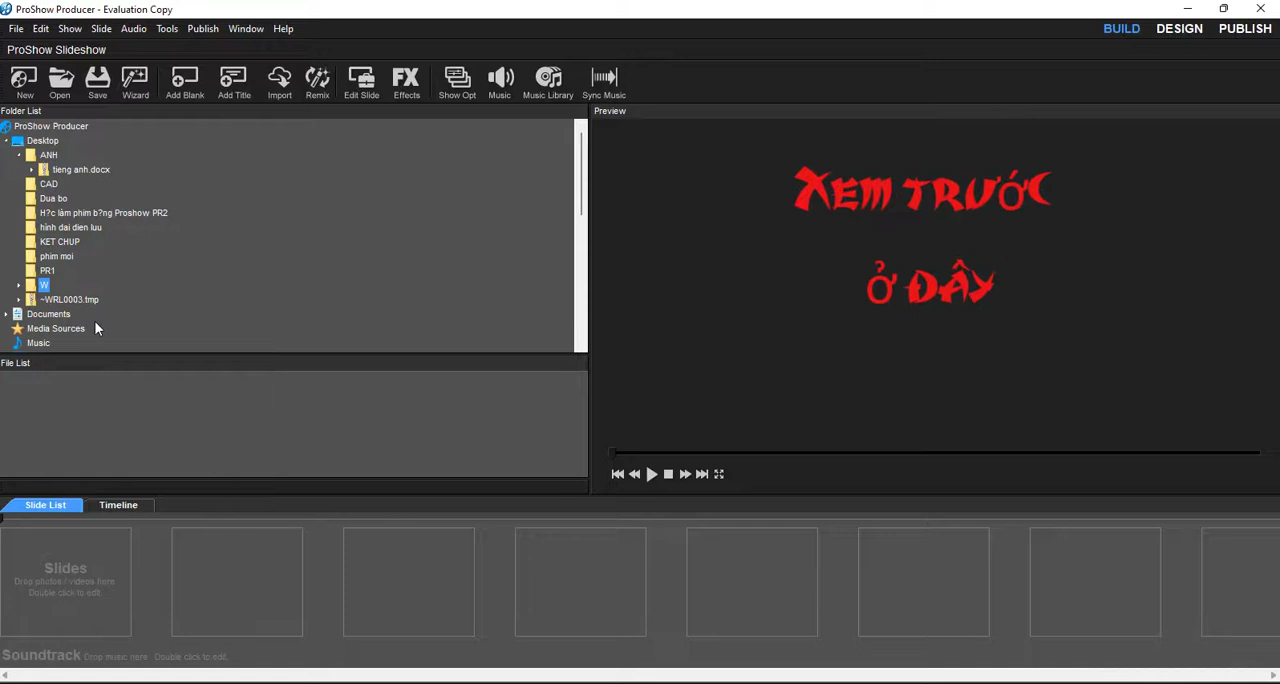 ProShow Producer - Evaluation Copy
File Edit Show Slide Audio Tools Publish Window Help
BUILD DESIGN PUBLISH
ProShow Slideshow
New Open Save Wizard Add Blank Add Title Import Remix Edit Slide FX Effects Show Opt Music Music Library Sync Music
Folder List
Preview
ProShow Producer
Desktop
ANH
tieng anh.docx
CAD
Dua bo
H?c làm phim b?ng Proshow PR2
hình dai dien luu
KET CHUP
phim moi
PR1
W
~WRL0003.tmp
Documents
Media Sources
Music
XEM TRƯỚC
Ở ĐÂY
File List
Slide List Timeline
Slides
Drop photos / videos here
Double click to edit
Soundtrack Drop music here Double click to edit.